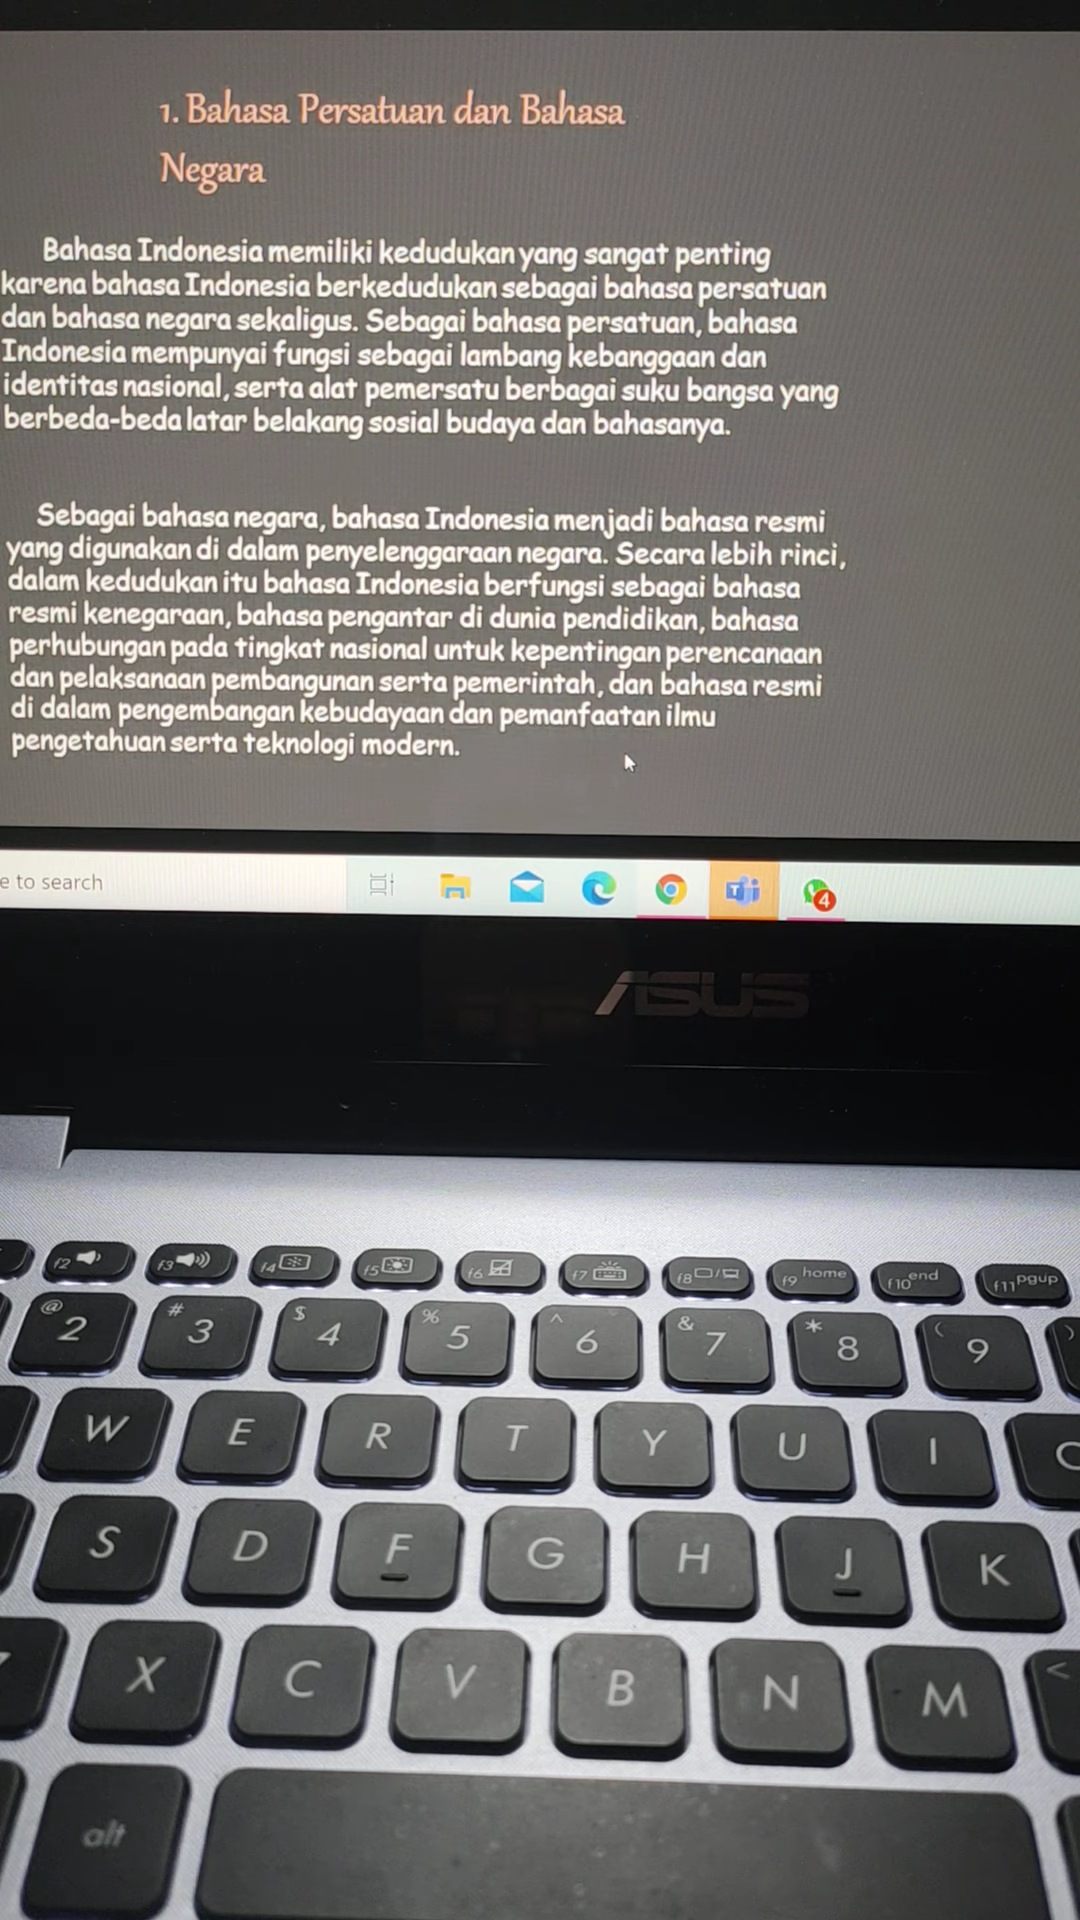 1. Bahasa Persatuan dan Bahasa
Negara
Bahasa Indonesia memiliki kedudukan yang sangat penting
karena bahasa Indonesia berkedudukan sebagai bahasa persatuan
dan bahasa negara sekaligus. Sebagai bahasa persatuan, bahasa
Indonesia mempunyai fungsi sebagai lambang kebanggaan dan
identitas nasional, serta alat pemersatu berbagai suku bangsa yang
berbeda-beda latar belakang sosial budaya dan bahasanya.
Sebagai bahasa negara, bahasa Indonesia menjadi bahasa resmi
yang digunakan di dalam penyelenggaraan negara. Secara lebih rinci,
dalam kedudukan itu bahasa Indonesia berfungsi sebagai bahasa
resmi kenegaraan, bahasa pengantar di dunia pendidikan, bahasa
perhubungan pada tingkat nasional untuk kepentingan perencanaan
dan pelaksanaan pembangunan serta pemerintah, dan bahasa resmi
di dalam pengembangan kebudayaan dan pemanfaatan ilmu
pengetahuan serta teknologi modern.
e to search
4
ASUS
f2 f3 f4 f5 f6 f7 f8 f9 home f10 end f11 pgup
@ 2 # 3 $ 4 % 5 ^ 6 & 7 * 8 ( 9 )
W E R T Y U I
S D F G H J K
X C V B N M <
alt